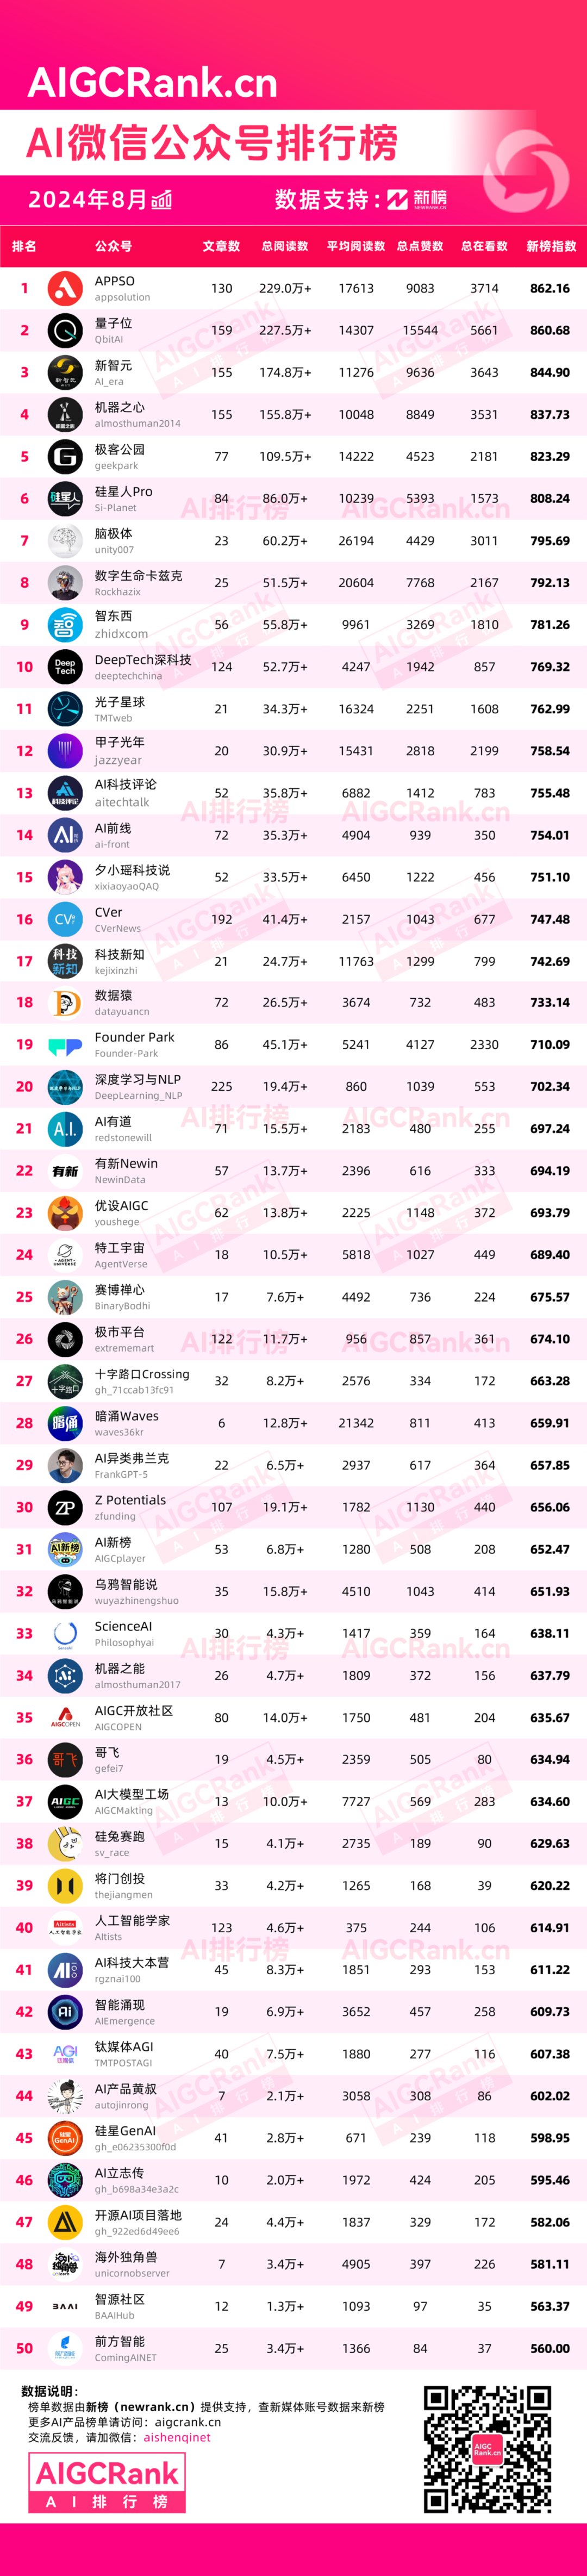 AIGCRank.cn
AI微信公众号排行榜
2024年8月 数据支持： 新榜
NEWRANK.CN
排名 公众号 文章数 总阅读数 平均阅读数 总点赞数 总在看数 新榜指数
1 APPSO 130 229.0万+ 17613 9083 3714 862.16
appsolution
2 量子位 159 227.5万+ 14307 15544 5661 860.68
QbitAI
3 新智元 155 174.8万+ 11276 9636 3643 844.90
AI_era
4 机器之心 155 155.8万+ 10048 8849 3531 837.73
almosthuman2014
5 极客公园 77 109.5万+ 14222 4523 2181 823.29
geekpark
6 硅星人Pro 84 86.0万+ 10239 5393 1573 808.24
Si-Planet
7 脑极体 23 60.2万+ 26194 4429 3011 795.69
unity007
8 数字生命卡兹克 25 51.5万+ 20604 7768 2167 792.13
Rockhazix
9 智东西 56 55.8万+ 9961 3269 1810 781.26
zhidxcom
10 DeepTech深科技 124 52.7万+ 4247 1942 857 769.32
deeptechchina
11 光子星球 21 34.3万+ 16324 2251 1608 762.99
TMTweb
12 甲子光年 20 30.9万+ 15431 2818 2199 758.54
jazzyear
13 AI科技评论 52 35.8万+ 6882 1412 783 755.48
aitechtalk
14 AI前线 72 35.3万+ 4904 939 350 754.01
ai-front
15 夕小瑶科技说 52 33.5万+ 6450 1222 456 751.10
xixiaoyaoQAQ
16 CVer 192 41.4万+ 2157 1043 677 747.48
CVerNews
17 科技新知 21 24.7万+ 11763 1299 799 742.69
kejixinzhi
18 数据猿 72 26.5万+ 3674 732 483 733.14
datayuancn
19 Founder Park 86 45.1万+ 5241 4127 2330 710.09
Founder-Park
20 深度学习与NLP 225 19.4万+ 860 1039 553 702.34
DeepLearning_NLP
21 AI有道 71 15.5万+ 2183 480 255 697.24
redstonewill
22 有新Newin 57 13.7万+ 2396 616 333 694.19
NewinData
23 优设AIGC 62 13.8万+ 2225 1148 372 693.79
youshege
24 特工宇宙 18 10.5万+ 5818 1027 449 689.40
AgentVerse
25 赛博禅心 17 7.6万+ 4492 736 224 675.57
BinaryBodhi
26 极市平台 122 11.7万+ 956 857 361 674.10
extrememart
27 十字路口Crossing 32 8.2万+ 2576 334 172 663.28
gh_71ccab13fc91
28 暗涌Waves 6 12.8万+ 21342 811 413 659.91
waves36kr
29 AI异类弗兰克 22 6.5万+ 2937 617 364 657.85
FrankGPT-5
30 Z Potentials 107 19.1万+ 1782 1130 440 656.06
zfunding
31 AI新榜 53 6.8万+ 1280 508 208 652.47
AIGCplayer
32 乌鸦智能说 35 15.8万+ 4510 1043 414 651.93
wuyazhinengshuo
33 ScienceAI 30 4.3万+ 1417 359 164 638.11
Philosophyai
34 机器之能 26 4.7万+ 1809 372 156 637.79
almosthuman2017
35 AIGC开放社区 80 14.0万+ 1750 481 204 635.67
AIGCOPEN
36 哥飞 19 4.5万+ 2359 505 80 634.94
gefei7
37 AI大模型工场 13 10.0万+ 7727 569 283 634.60
AIGCMakting
38 硅兔赛跑 15 4.1万+ 2735 189 90 629.63
sv_race
39 将门创投 33 4.2万+ 1265 168 39 620.22
thejiangmen
40 人工智能学家 123 4.6万+ 375 244 106 614.91
AItists
41 AI科技大本营 45 8.3万+ 1851 293 153 611.22
rgznai100
42 智能涌现 19 6.9万+ 3652 457 258 609.73
AIEmergence
43 钛媒体AGI 40 7.5万+ 1880 277 116 607.38
TMTPOSTAGI
44 AI产品黄叔 7 2.1万+ 3058 308 86 602.02
autojinrong
45 硅星GenAI 41 2.8万+ 671 239 118 598.95
gh_e06235300f0d
46 AI立志传 10 2.0万+ 1972 424 205 595.46
gh_b698a34e3a2c
47 开源AI项目落地 24 4.4万+ 1837 329 172 582.06
gh_922ed6d49ee6
48 海外独角兽 7 3.4万+ 4905 397 226 581.11
unicornobserver
49 智源社区 12 1.3万+ 1093 97 35 563.37
BAAIHub
50 前方智能 25 3.4万+ 1366 84 37 560.00
ComingAINET
数据说明：
榜单数据由新榜（newrank.cn）提供支持，查新媒体账号数据来新榜
更多AI产品榜单请访问：aigcrank.cn
交流反馈，请加微信：aishenqinet
AIGCRank
AI排行榜
AIGC
Rank.cn